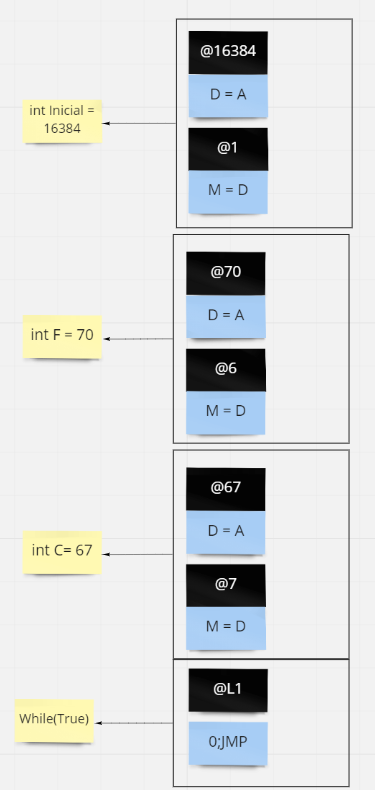 @16384
D = A
int Inicial =
16384
@1
M = D
@70
D = A
int F = 70
@6
M = D
@67
D = A
int C= 67
@7
M = D
@L1
While(True)
0;JMP